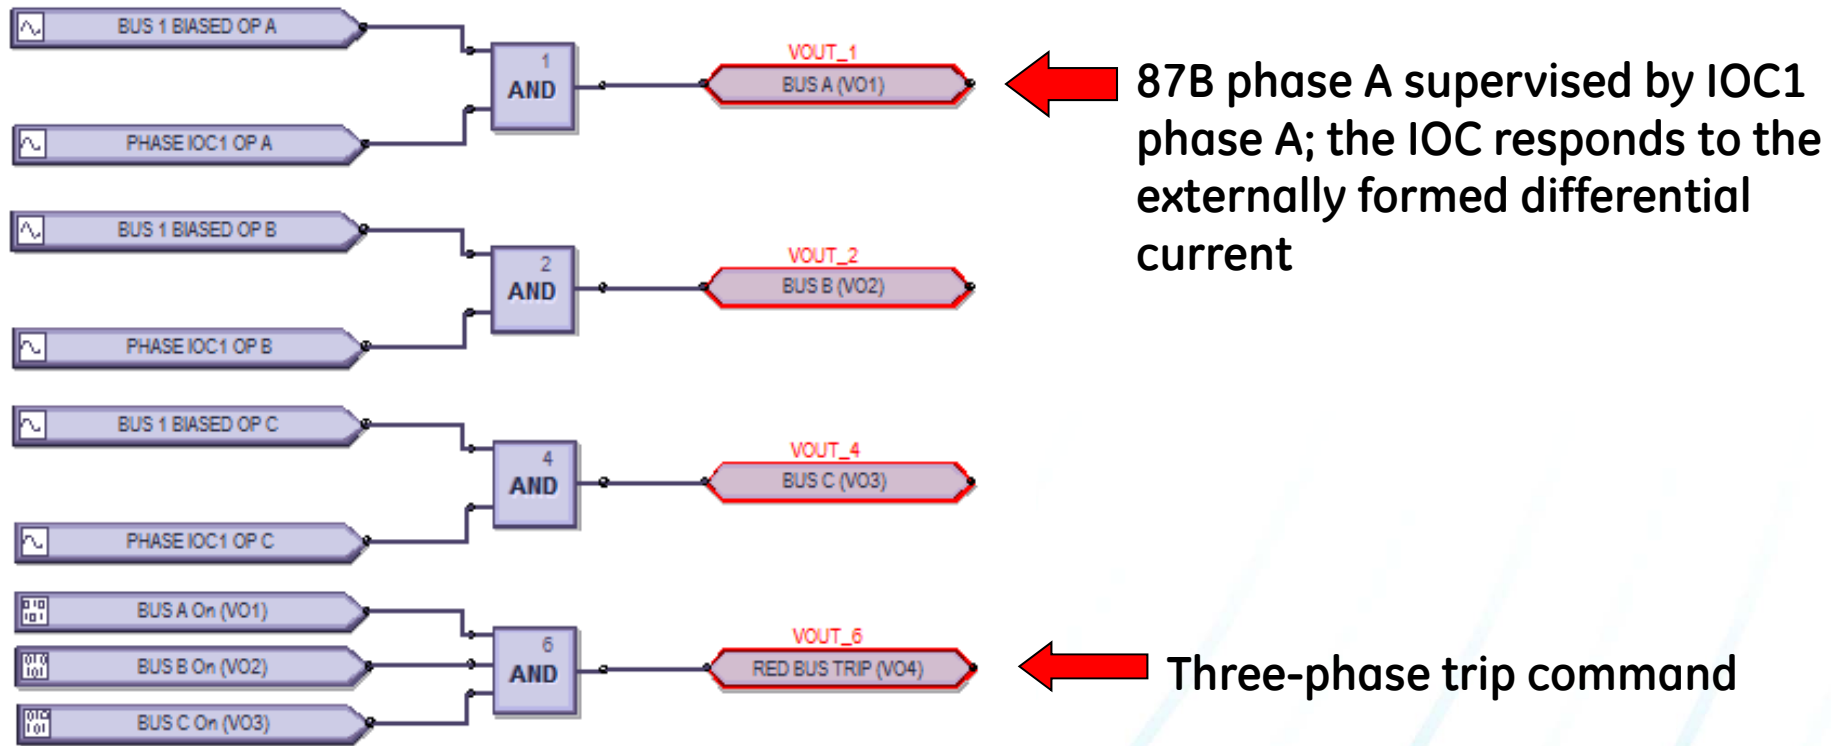 BUS 1 BIASED OP A
1
AND
VOUT_1
BUS A (VO1)
PHASE IOC1 OP A
87B phase A supervised by IOC1
phase A; the IOC responds to the
externally formed differential
current
BUS 1 BIASED OP B
2
AND
VOUT_2
BUS B (VO2)
PHASE IOC1 OP B
BUS 1 BIASED OP C
4
AND
VOUT_4
BUS C (VO3)
PHASE IOC1 OP C
BUS A On (VO1)
BUS B On (VO2)
BUS C On (VO3)
6
AND
VOUT_6
RED BUS TRIP (VO4)
Three-phase trip command